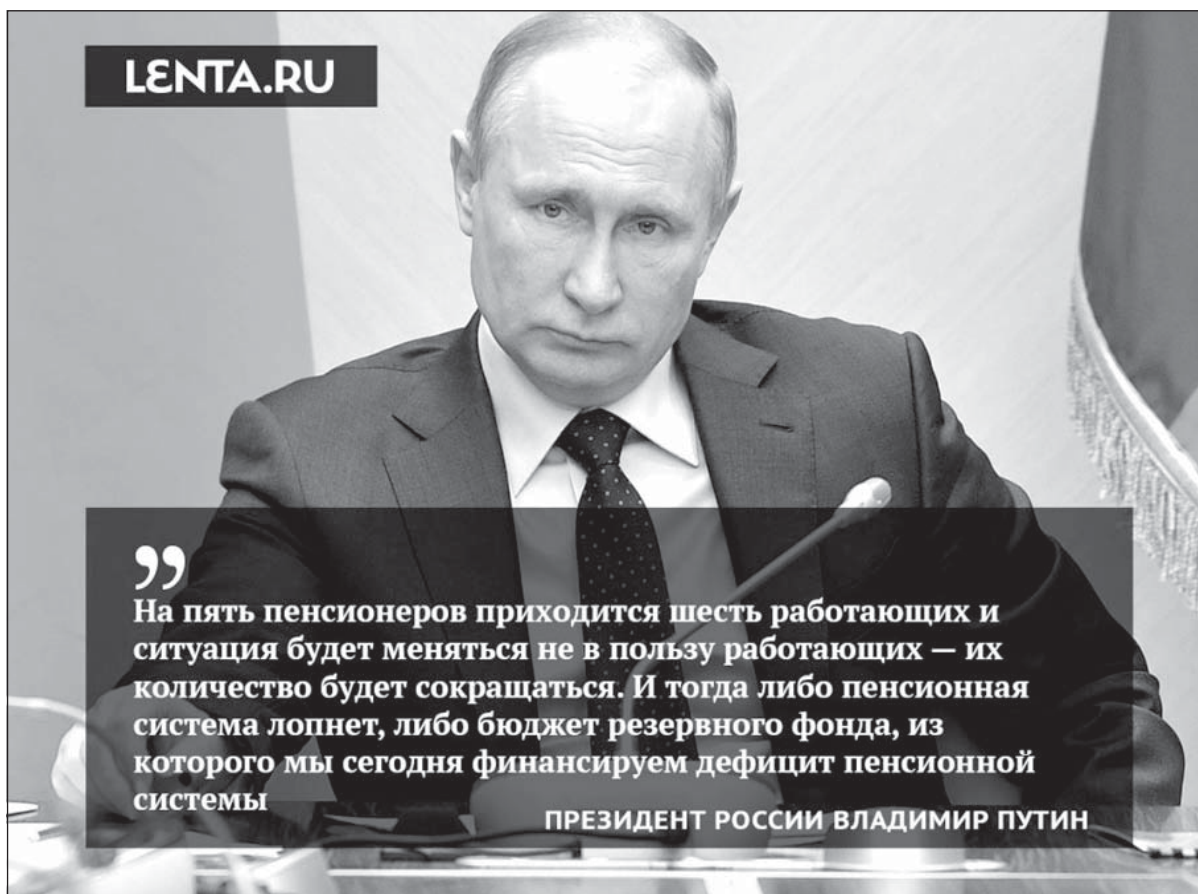 LENTA.RU
”
На пять пенсионеров приходится шесть работающих и
ситуация будет меняться не в пользу работающих — их
количество будет сокращаться. И тогда либо пенсионная
система лопнет, либо бюджет резервного фонда, из
которого мы сегодня финансируем дефицит пенсионной
системы
ПРЕЗИДЕНТ РОССИИ ВЛАДИМИР ПУТИН